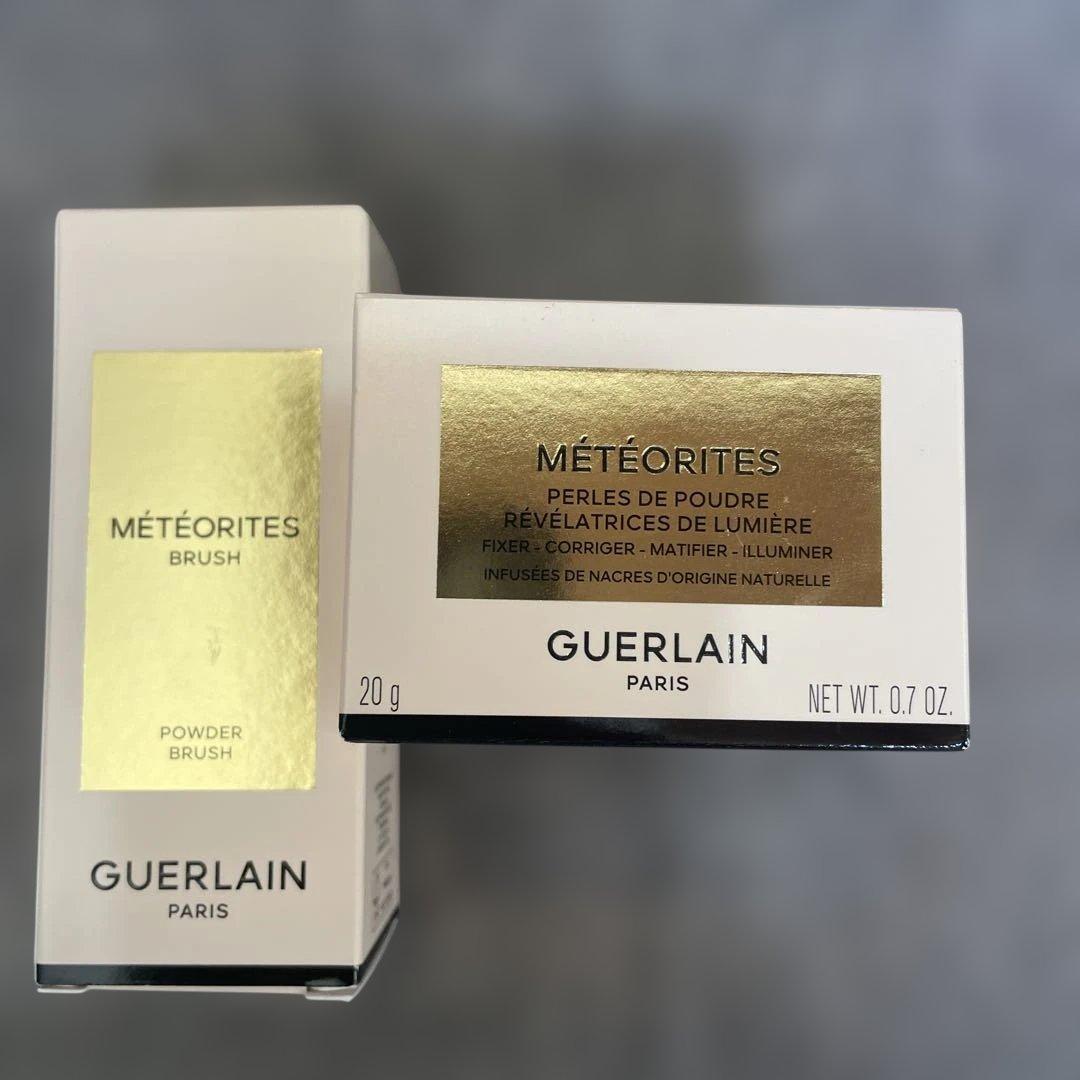 MÉTÉORITES
BRUSH
POWDER
BRUSH
GUERLAIN
PARIS
MÉTÉORITES
PERLES DE POUDRE
RÉVÉLATRICES DE LUMIÈRE
FIXER - CORRIGER - MATIFIER - ILLUMINER
INFUSÉES DE NACRES D'ORIGINE NATURELLE
GUERLAIN
PARIS
20 g
NET WT. 0.7 OZ.